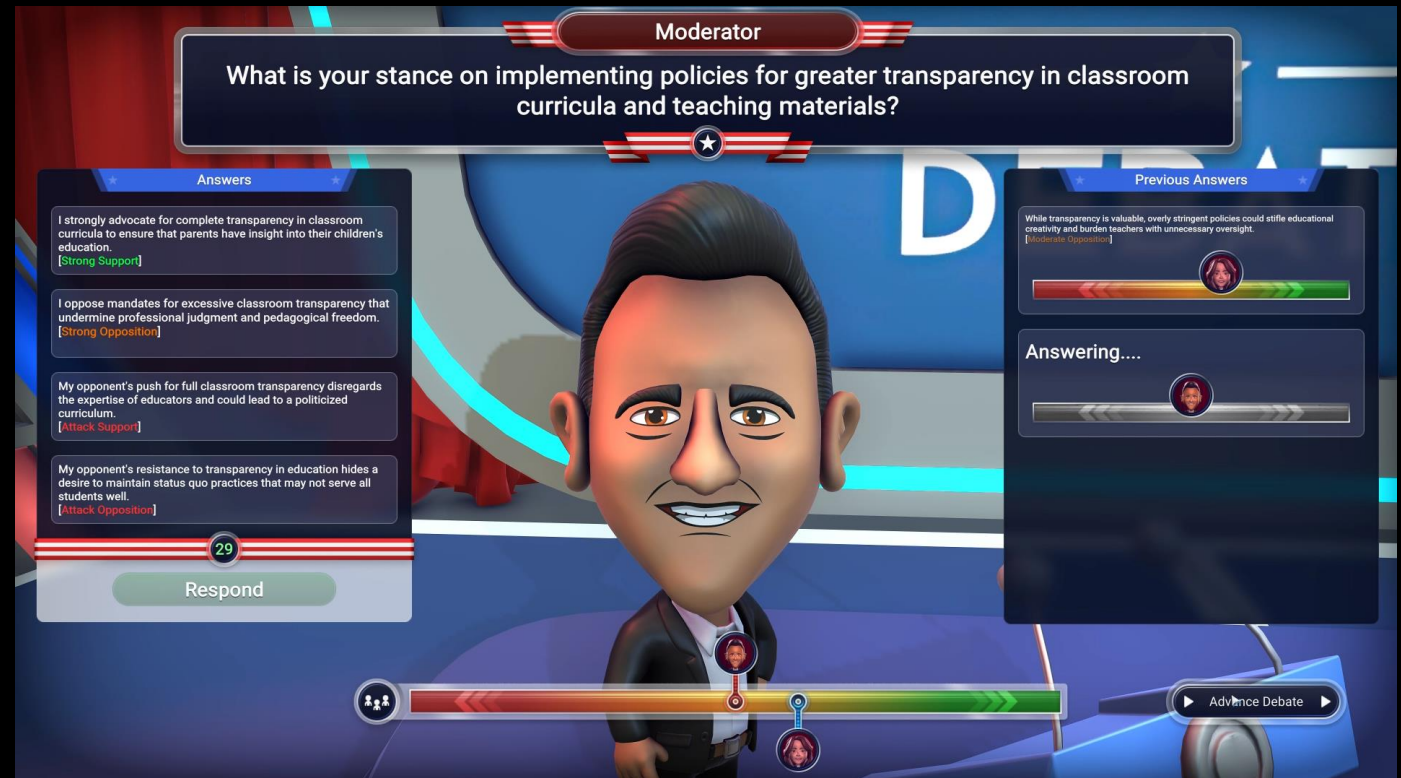 Moderator
What is your stance on implementing policies for greater transparency in classroom
curricula and teaching materials?
Answers
I strongly advocate for complete transparency in classroom
curricula to ensure that parents have insight into their children's
education.
[Strong Support]
I oppose mandates for excessive classroom transparency that
undermine professional judgment and pedagogical freedom.
[Strong Opposition]
My opponent's push for full classroom transparency disregards
the expertise of educators and could lead to a politicized
curriculum.
[Attack Support]
My opponent's resistance to transparency in education hides a
desire to maintain status quo practices that may not serve all
students well.
[Attack Opposition]
29
Respond
Previous Answers
While transparency is valuable, overly stringent policies could stifle educational
creativity and burden teachers with unnecessary oversight.
[Moderate Opposition]
Answering....
Advance Debate